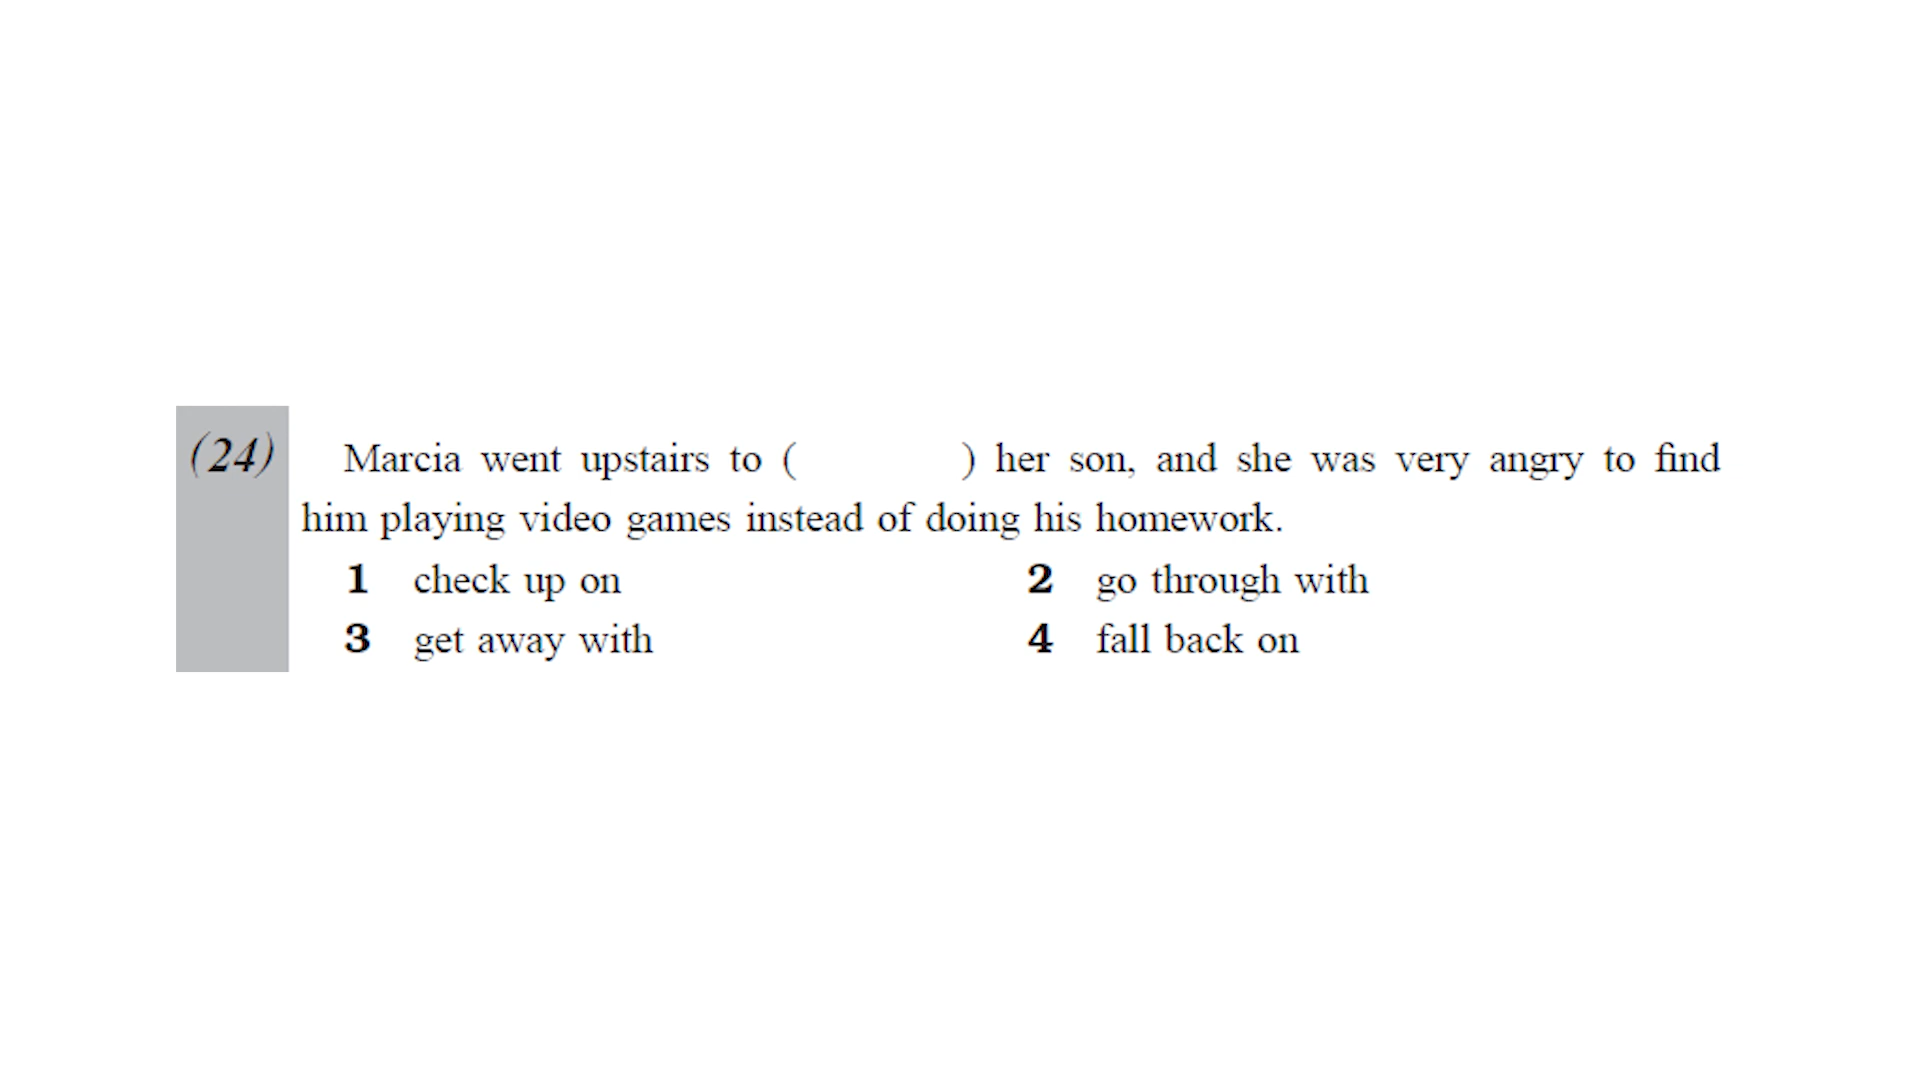 (24) Marcia went upstairs to ( ) her son, and she was very angry to find
him playing video games instead of doing his homework.
1 check up on 2 go through with
3 get away with 4 fall back on